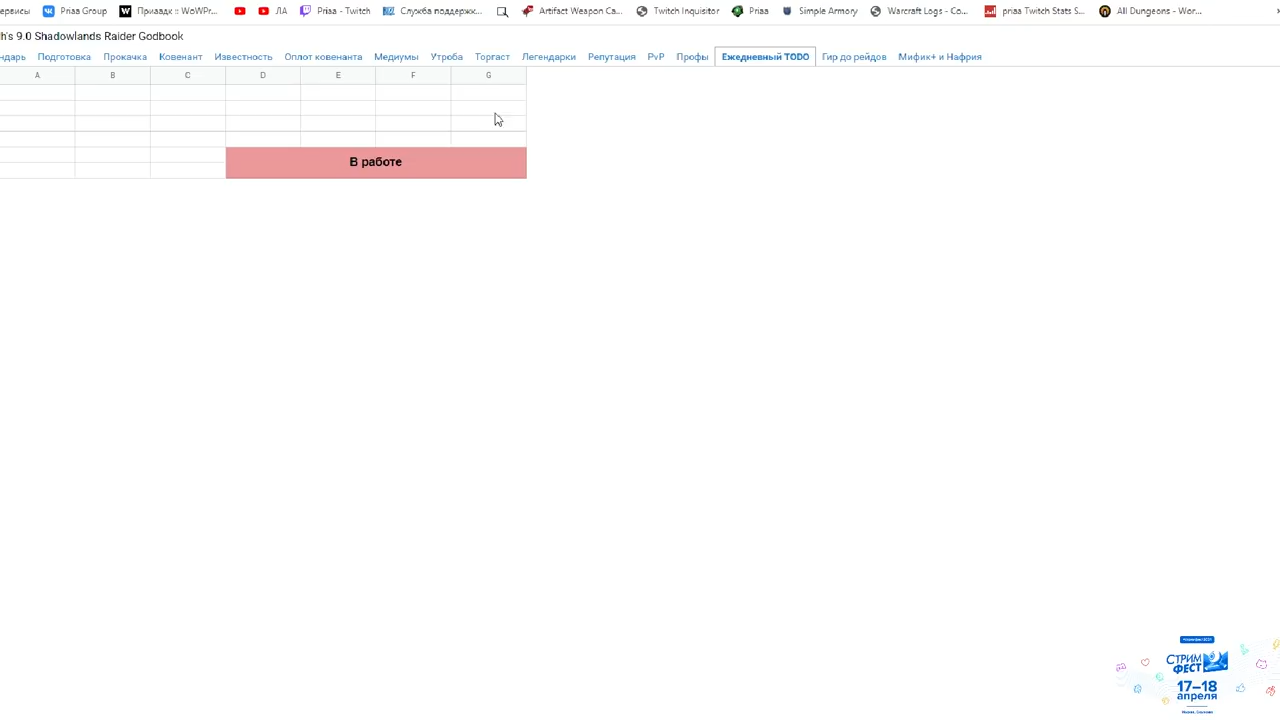 ервисы Priaa Group Приаадк :: WoWPr... ЛА Priaa - Twitch Служба поддержк... Artifact Weapon Ca... Twitch Inquisitor Priaa Simple Armory Warcraft Logs - Co... priaa Twitch Stats S... All Dungeons - Wor...
h's 9.0 Shadowlands Raider Godbook
ндарь Подготовка Прокачка Ковенант Известность Оплот ковенанта Медиумы Утроба Торгаст Легендарки Репутация PvP Профы Ежедневный TODO Гир до рейдов Мифик+ и Нафрия
A B C D E F G
В работе
СТРИМ
ФЕСТ
17–18
апреля